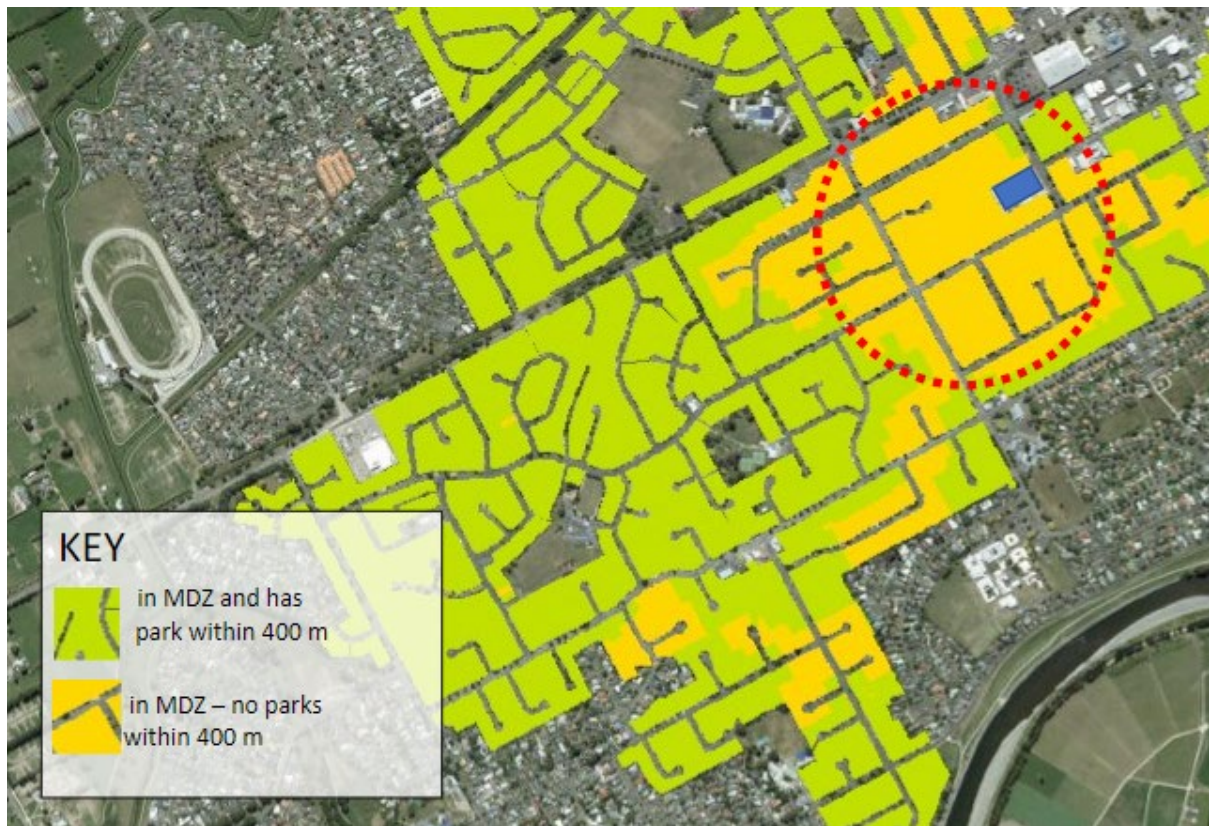 KEY
in MDZ and has
park within 400 m
in MDZ – no parks
within 400 m